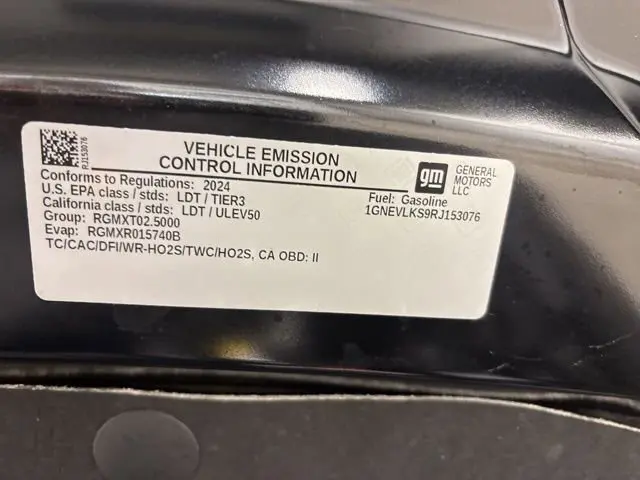 RJ153076
VEHICLE EMISSION
CONTROL INFORMATION
gm
GENERAL
MOTORS
LLC
Conforms to Regulations: 2024
U.S. EPA class / stds: LDT / TIER3
California class / stds: LDT / ULEV50
Group: RGMXT02.5000
Evap: RGMXR015740B
TC/CAC/DFI/WR-HO2S/TWC/HO2S, CA OBD: II
Fuel: Gasoline
1GNEVLKS9RJ153076